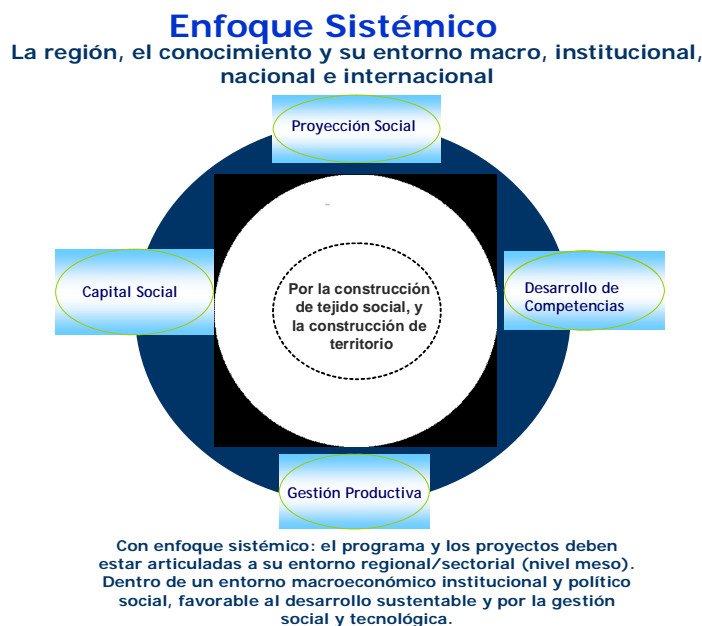 Enfoque Sistémico
La región, el conocimiento y su entorno macro, institucional,
nacional e internacional
Proyección Social
Capital Social
Por la construcción
de tejido social, y
la construcción de
territorio
Desarrollo de
Competencias
Gestión Productiva
Con enfoque sistémico: el programa y los proyectos deben
estar articuladas a su entorno regional/sectorial (nivel meso).
Dentro de un entorno macroeconómico institucional y político
social, favorable al desarrollo sustentable y por la gestión
social y tecnológica.